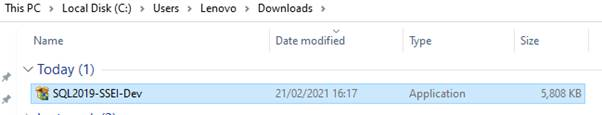 This PC > Local Disk (C:) > Users > Lenovo > Downloads >
Name Date modified Type Size
Today (1)
SQL2019-SSEI-Dev 21/02/2021 16:17 Application 5,808 KB